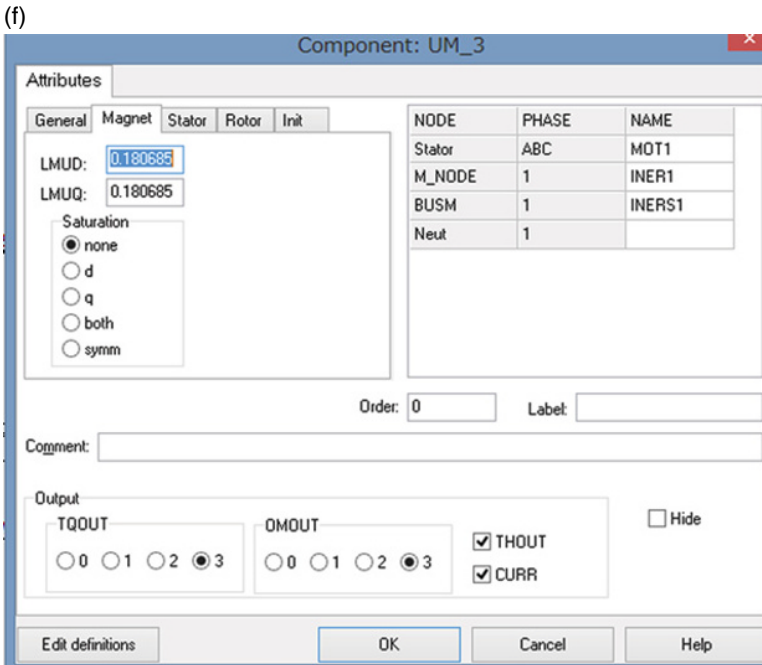 (f)
Component: UM_3
×
Attributes
General Magnet Stator Rotor Init
LMUD: 0.180685
LMUQ: 0.180685
Saturation
none
d
q
both
symm
NODE PHASE NAME
Stator ABC MOT1
M_NODE 1 INER1
BUSM 1 INERS1
Neut 1
Order: 0 Label:
Comment:
Output
TQOUT
0 1 2 3
OMOUT
0 1 2 3
THOUT
CURR
Hide
Edit definitions OK Cancel Help